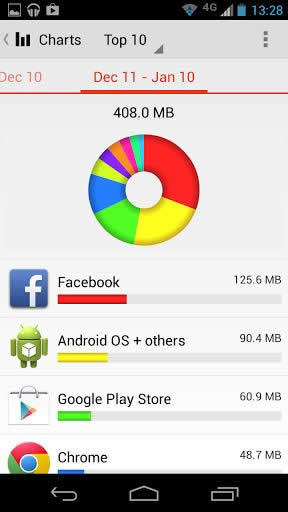 4G 13:28
Charts Top 10
Dec 10 Dec 11 - Jan 10
408.0 MB
Facebook 125.6 MB
Android OS + others 90.4 MB
Google Play Store 60.9 MB
Chrome 48.7 MB